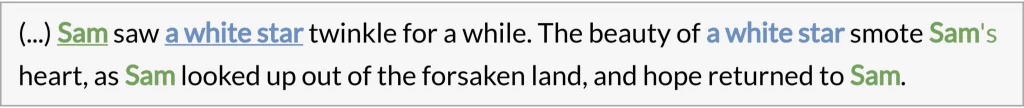 (...) Sam saw a white star twinkle for a while. The beauty of a white star smote Sam's
heart, as Sam looked up out of the forsaken land, and hope returned to Sam.